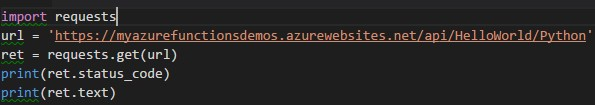 import requests
url = 'https://myazurefunctionsdemos.azurewebsites.net/api/HelloWorld/Python'
ret = requests.get(url)
print(ret.status_code)
print(ret.text)